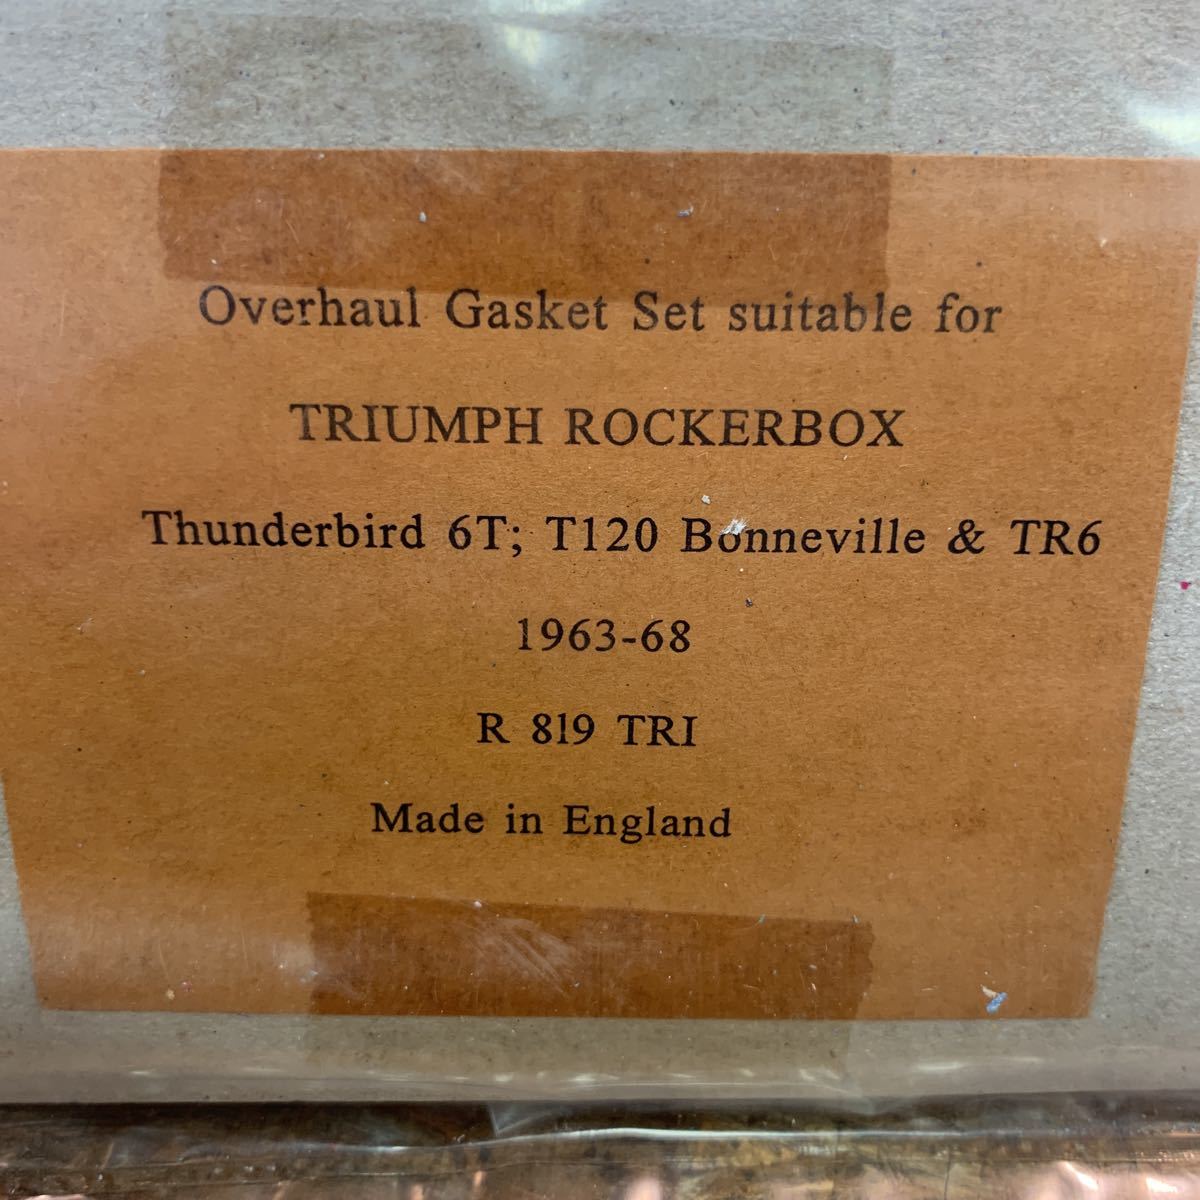 Overhaul Gasket Set suitable for
TRIUMPH ROCKERBOX
Thunderbird 6T; T120 Bonneville & TR6
1963-68
R 819 TRI
Made in England